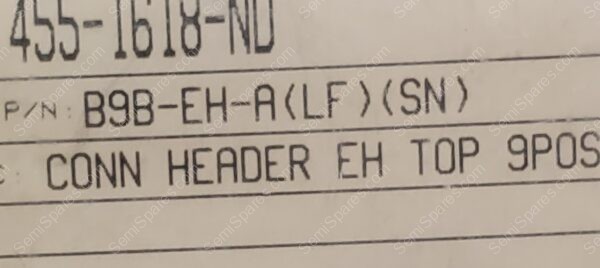 455-1618-ND
P/N: B9B-EH-A(LF)(SN)
: CONN HEADER EH TOP 9POS